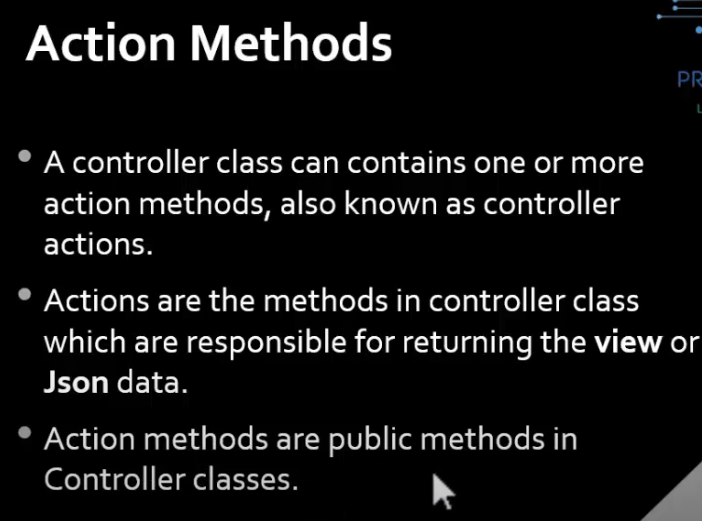 Action Methods
PR
L
• A controller class can contains one or more
action methods, also known as controller
actions.
• Actions are the methods in controller class
which are responsible for returning the view or
Json data.
• Action methods are public methods in
Controller classes.